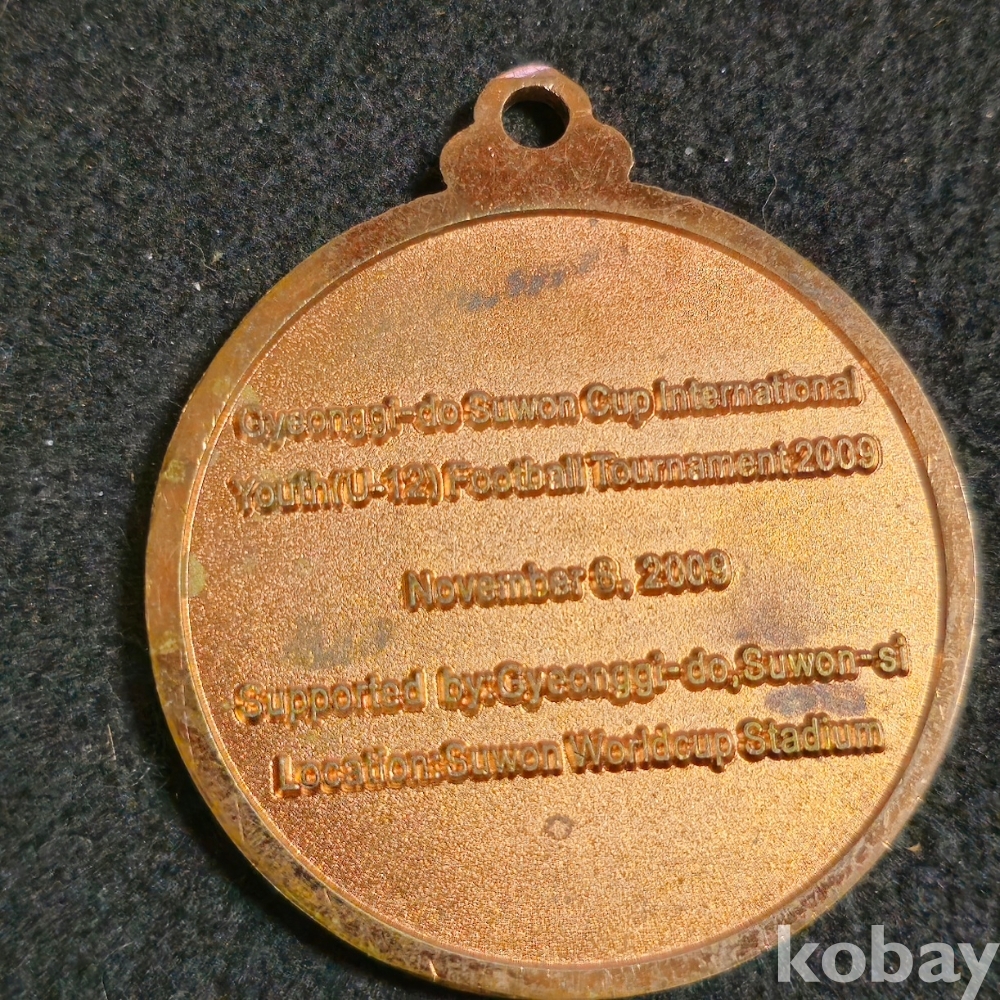 Gyeonggi-do Suwon Cup International
Youth(U-12) Football Tournament 2009
November 6. 2009
Supported by:Gyeonggi-do,Suwon-si
Location:Suwon Worldcup Stadium
kobay